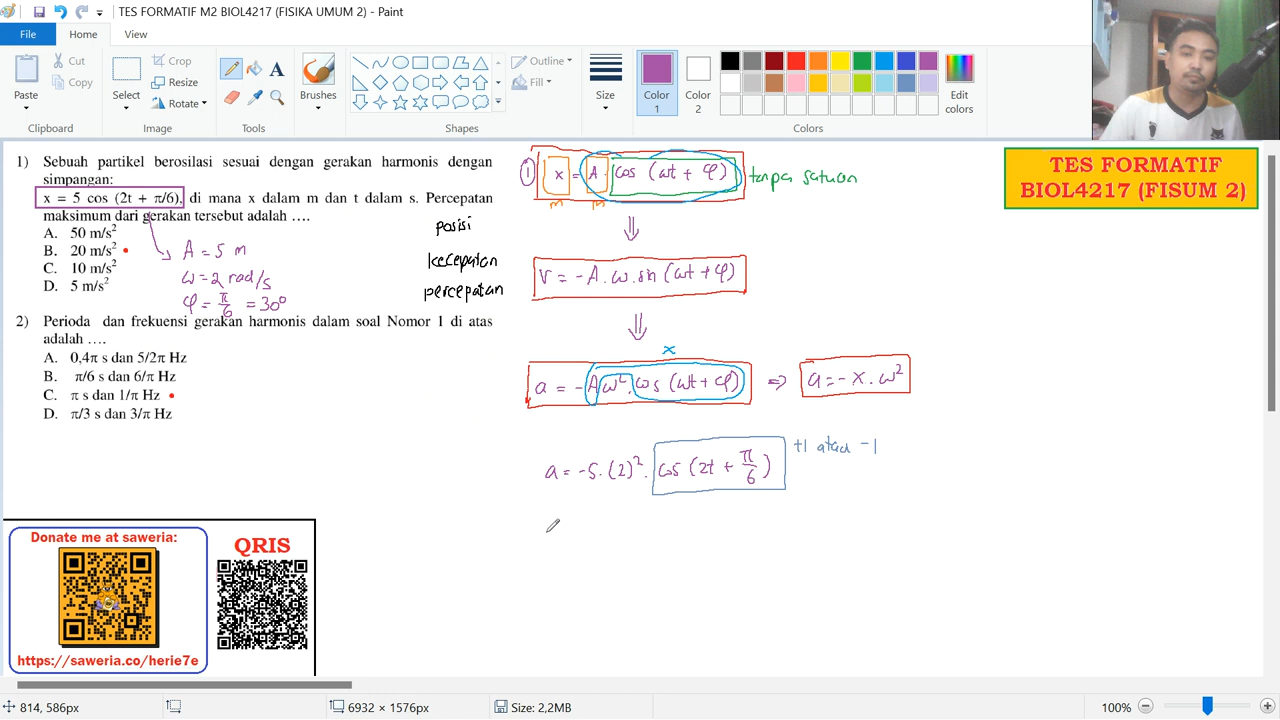 TES FORMATIF M2 BIOL4217 (FISIKA UMUM 2) - Paint
File Home View
Paste
Cut
Copy
Clipboard
Select
Crop
Resize
Rotate
Image
A
Tools
Brushes
Shapes
Outline
Fill
Size
Color 1
Color 2
Edit colors
Colors
1) Sebuah partikel berosilasi sesuai dengan gerakan harmonis dengan
simpangan:
x = 5 cos (2t + π/6), di mana x dalam m dan t dalam s. Percepatan
maksimum dari gerakan tersebut adalah ….
A. 50 m/s²
B. 20 m/s²
C. 10 m/s²
D. 5 m/s²
A = 5 m
ω = 2 rad/s
φ = π/6 = 30°
2) Perioda dan frekuensi gerakan harmonis dalam soal Nomor 1 di atas
adalah ….
A. 0,4π s dan 5/2π Hz
B. π/6 s dan 6/π Hz
C. π s dan 1/π Hz
D. π/3 s dan 3/π Hz
Donate me at saweria:
https://saweria.co/herie7e
QRIS
1 x = A. cos (ωt + φ) tanpa satuan
m m
posisi
⇓
kecepatan
percepatan
v = -A.ω.sin (ωt + φ)
⇓
x
a = -Aω².cos (ωt + φ) ⇒ a = -x.ω²
a = -5.(2)².cos (2t + π/6) +1 atau -1
TES FORMATIF
BIOL4217 (FISUM 2)
814, 586px
6932 × 1576px
Size: 2,2MB
100%